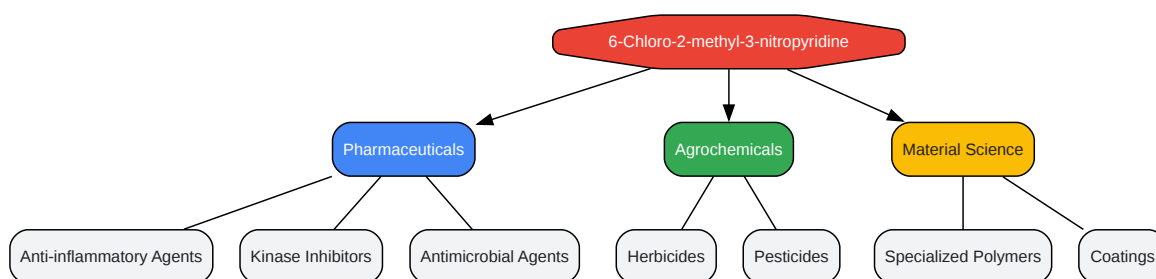 6-Chloro-2-methyl-3-nitropyridine
Pharmaceuticals
Agrochemicals
Material Science
Anti-inflammatory Agents
Kinase Inhibitors
Antimicrobial Agents
Herbicides
Pesticides
Specialized Polymers
Coatings